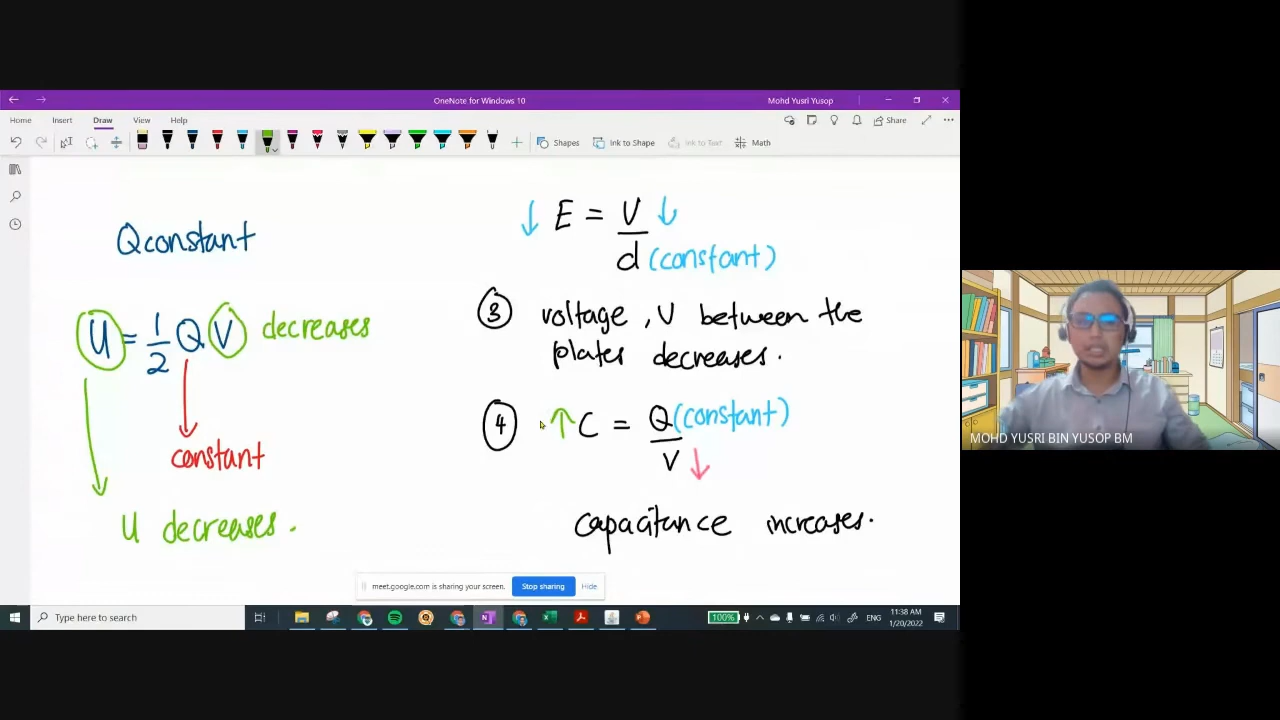 OneNote for Windows 10
Mohd Yusri Yusop
Home Insert Draw View Help
Share
Shapes Ink to Shape Ink to Text Math
Q constant
U = 1/2 Q V decreases
constant
U decreases.
↓ E = V ↓
d (constant)
③ voltage, V between the
plates decreases.
④ ↑ C = Q (constant)
V ↓
capacitance increases.
meet.google.com is sharing your screen. Stop sharing Hide
Type here to search
100%
ENG
11:38 AM
1/20/2022
MOHD YUSRI BIN YUSOP BM